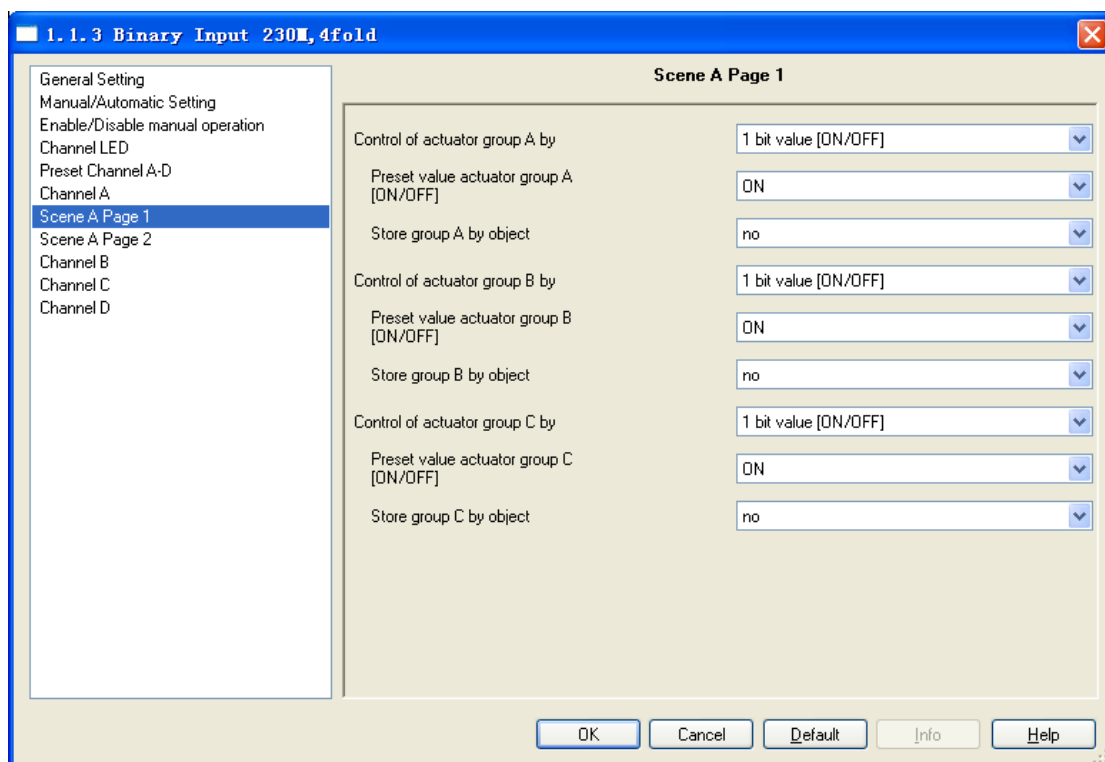 1.1.3 Binary Input 230M,4fold
General Setting
Manual/Automatic Setting
Enable/Disable manual operation
Channel LED
Preset Channel A-D
Channel A
Scene A Page 1
Scene A Page 2
Channel B
Channel C
Channel D
Scene A Page 1
Control of actuator group A by
1 bit value [ON/OFF]
Preset value actuator group A
[ON/OFF]
ON
Store group A by object
no
Control of actuator group B by
1 bit value [ON/OFF]
Preset value actuator group B
[ON/OFF]
ON
Store group B by object
no
Control of actuator group C by
1 bit value [ON/OFF]
Preset value actuator group C
[ON/OFF]
ON
Store group C by object
no
OK
Cancel
Default
Info
Help